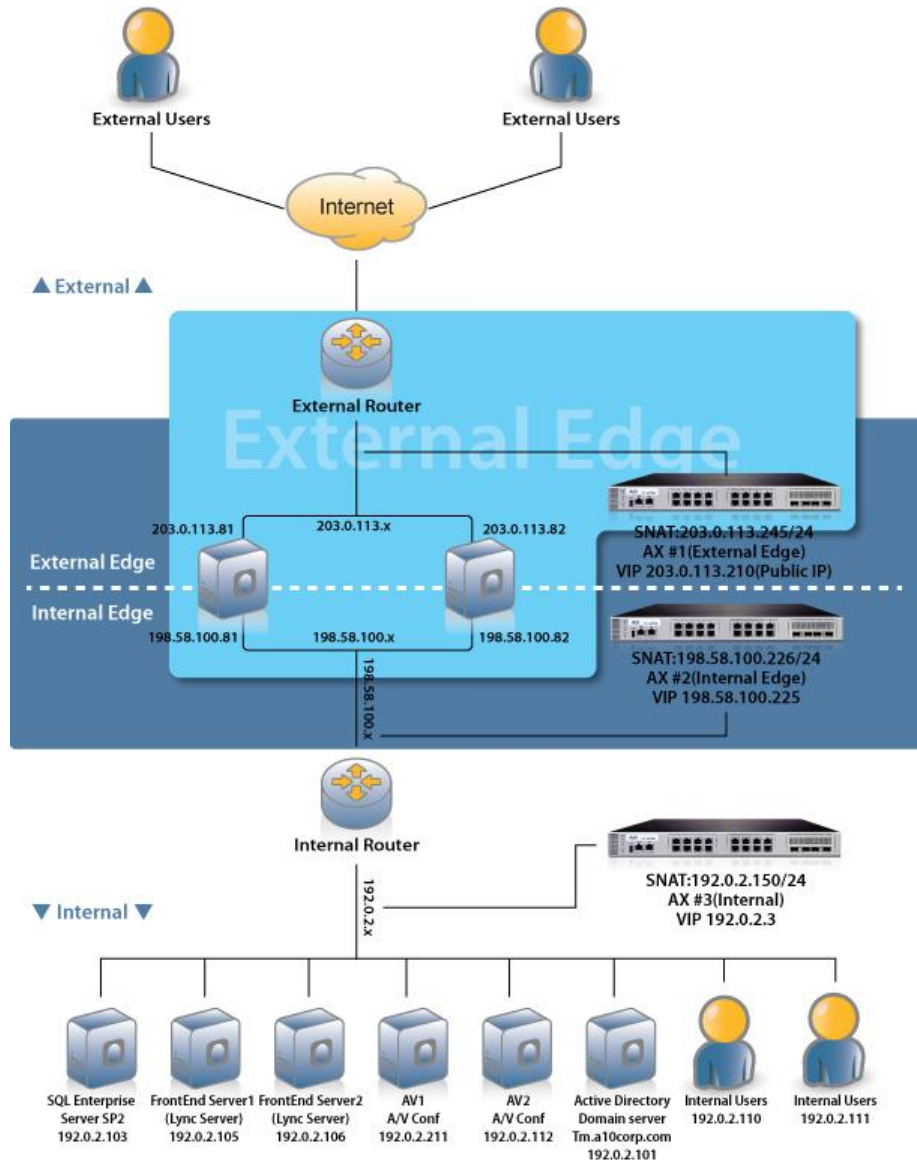 External Users
External Users
Internet
▲ External ▲
External Router
External Edge
203.0.113.81
203.0.113.x
203.0.113.82
SNAT:203.0.113.245/24
AX #1(External Edge)
VIP 203.0.113.210(Public IP)
External Edge
Internal Edge
198.58.100.81
198.58.100.x
198.58.100.82
198.58.100.x
SNAT:198.58.100.226/24
AX #2(Internal Edge)
VIP 198.58.100.225
Internal Router
192.0.2.x
SNAT:192.0.2.150/24
AX #3(Internal)
VIP 192.0.2.3
▼ Internal ▼
SQL Enterprise
Server SP2
192.0.2.103
FrontEnd Server1
(Lync Server)
192.0.2.105
FrontEnd Server2
(Lync Server)
192.0.2.106
AV1
A/V Conf
192.0.2.211
AV2
A/V Conf
192.0.2.112
Active Directory
Domain server
Tm.a10corp.com
192.0.2.101
Internal Users
192.0.2.110
Internal Users
192.0.2.111